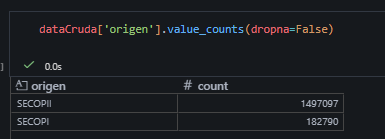 dataCruda['origen'].value_counts(dropna=False)
]
0.0s
origen # count
SECOPII 1497097
SECOPI 182790